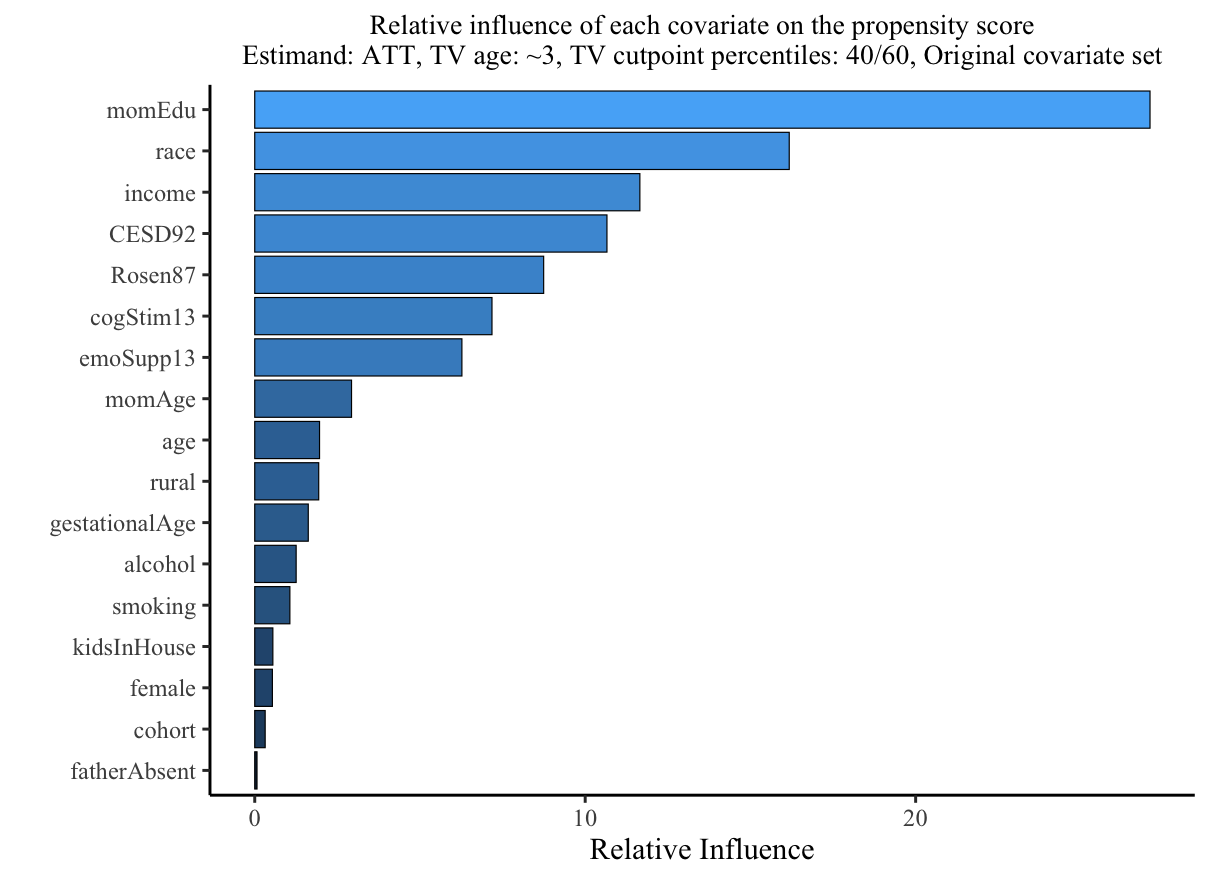 Relative influence of each covariate on the propensity score
Estimand: ATT, TV age: ~3, TV cutpoint percentiles: 40/60, Original covariate set
momEdu
race
income
CESD92
Rosen87
cogStim13
emoSupp13
momAge
age
rural
gestationalAge
alcohol
smoking
kidsInHouse
female
cohort
fatherAbsent
0 10 20
Relative Influence